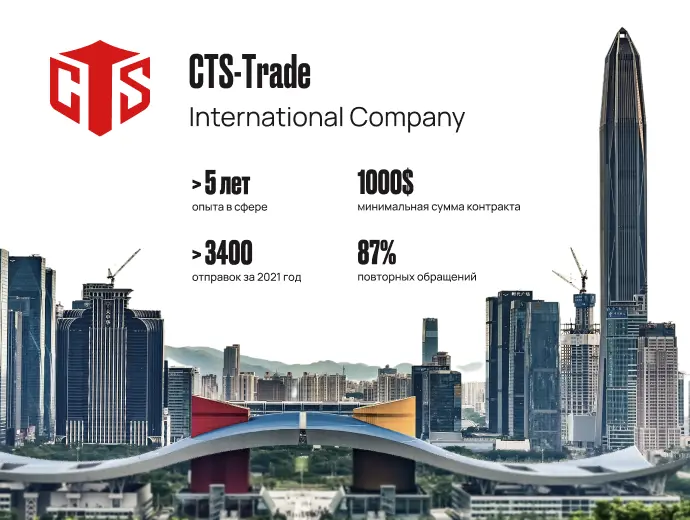 CTS
CTS-Trade
International Company
> 5 лет
опыта в сфере
1000$
минимальная сумма контракта
> 3400
отправок за 2021 год
87%
повторных обращений